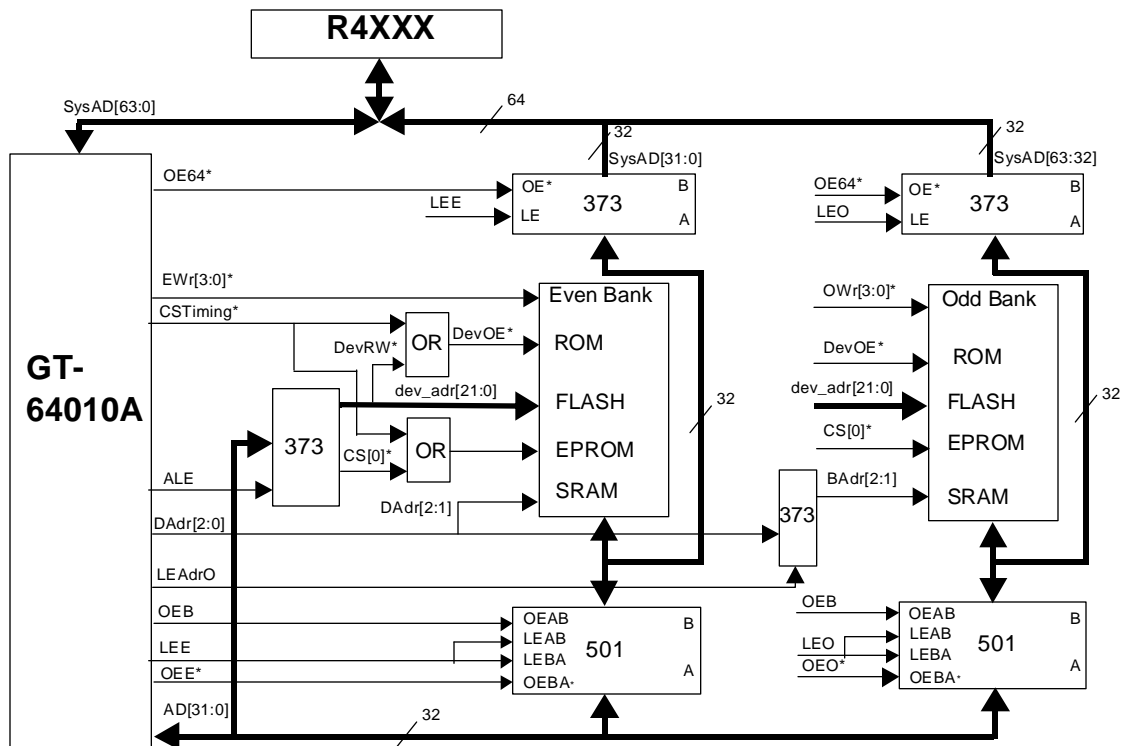 R4XXX
SysAD[63:0]
64
32
SysAD[31:0]
32
SysAD[63:32]
OE64*
OE*
B
LEE
LE
373
A
OE64*
OE*
B
LEO
LE
373
A
GT-
64010A
EWr[3:0]*
CSTiming*
Even Bank
ROM
FLASH
EPROM
SRAM
OR
DevOE*
DevRW*
dev_adr[21:0]
373
CS[0]*
OR
ALE
DAdr[2:0]
DAdr[2:1]
32
OWr[3:0]*
Odd Bank
DevOE*
ROM
dev_adr[21:0]
FLASH
CS[0]*
EPROM
BAdr[2:1]
SRAM
373
32
LEAdrO
OEB
LEE
OEE*
OEAB
LEAB
LEBA
OEBA*
501
B
A
OEB
LEO
OEO*
OEAB
LEAB
LEBA
OEBA*
501
B
A
AD[31:0]
32